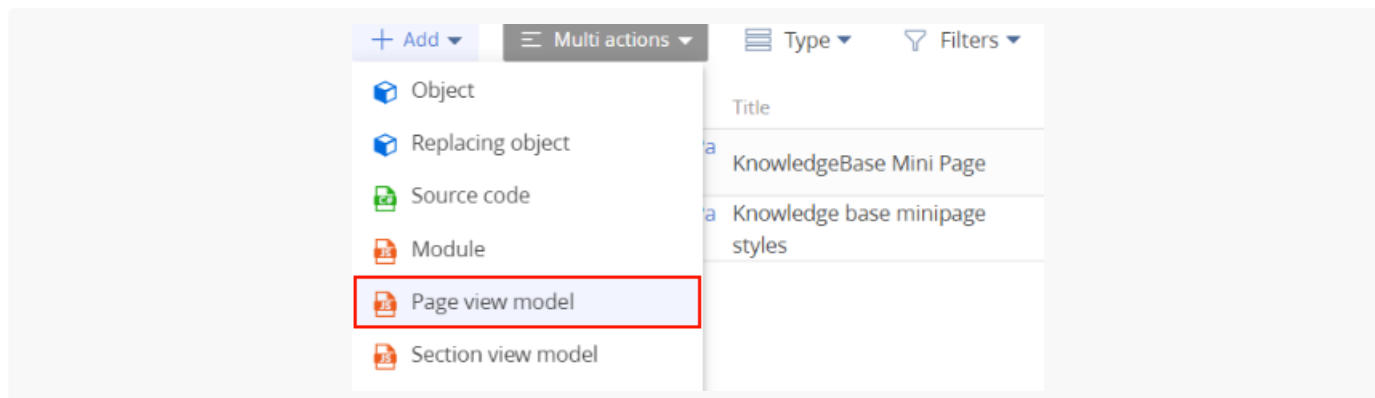 + Add Multi actions Type Filters
Object
Title
Replacing object
a KnowledgeBase Mini Page
Source code
a Knowledge base minipage
styles
Module
Page view model
Section view model